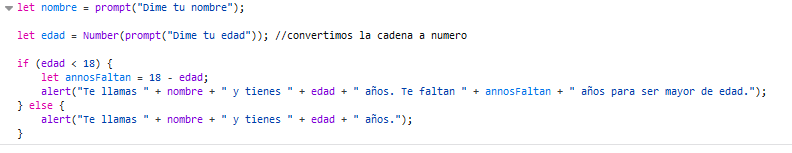 let nombre = prompt("Dime tu nombre");
let edad = Number(prompt("Dime tu edad")); //convertimos la cadena a numero
if (edad < 18) {
    let annosFaltan = 18 - edad;
    alert("Te llamas " + nombre + " y tienes " + edad + " años. Te faltan " + annosFaltan + " años para ser mayor de edad.");
} else {
    alert("Te llamas " + nombre + " y tienes " + edad + " años.");
}